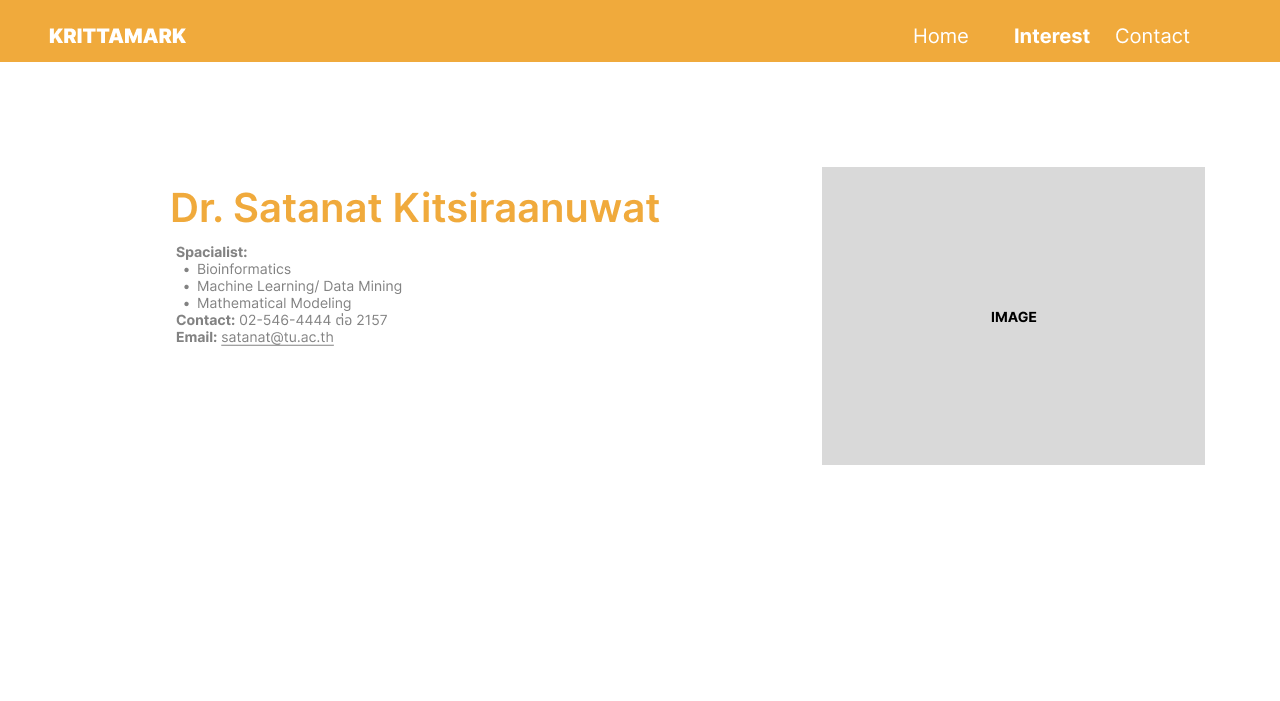 KRITTAMARK
Home Interest Contact
Dr. Satanat Kitsiraanuwat
Spacialist:
• Bioinformatics
• Machine Learning/ Data Mining
• Mathematical Modeling
Contact: 02-546-4444 ต่อ 2157
Email: satanat@tu.ac.th
IMAGE